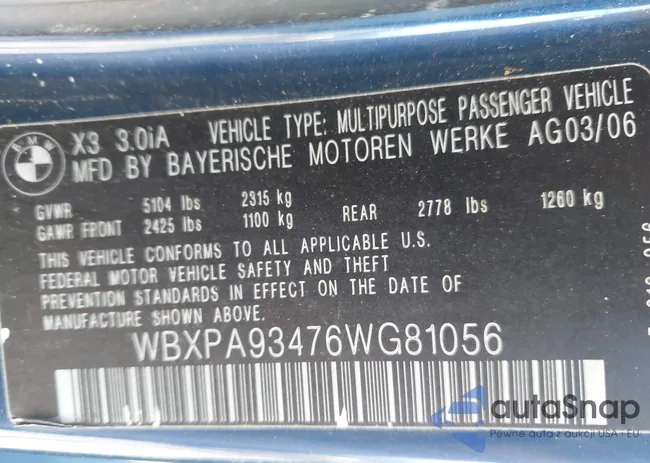 BMW
X3 3.0iA VEHICLE TYPE: MULTIPURPOSE PASSENGER VEHICLE
MFD BY BAYERISCHE MOTOREN WERKE AG03/06
GVWR 5104 lbs 2315 kg
GAWR FRONT 2425 lbs 1100 kg REAR 2778 lbs 1260 kg
THIS VEHICLE CONFORMS TO ALL APPLICABLE U.S.
FEDERAL MOTOR VEHICLE SAFETY AND THEFT
PREVENTION STANDARDS IN EFFECT ON THE DATE OF
MANUFACTURE SHOWN ABOVE.
WBXPA93476WG81056
autaSnap
Pewne auta z aukcji USA i EU